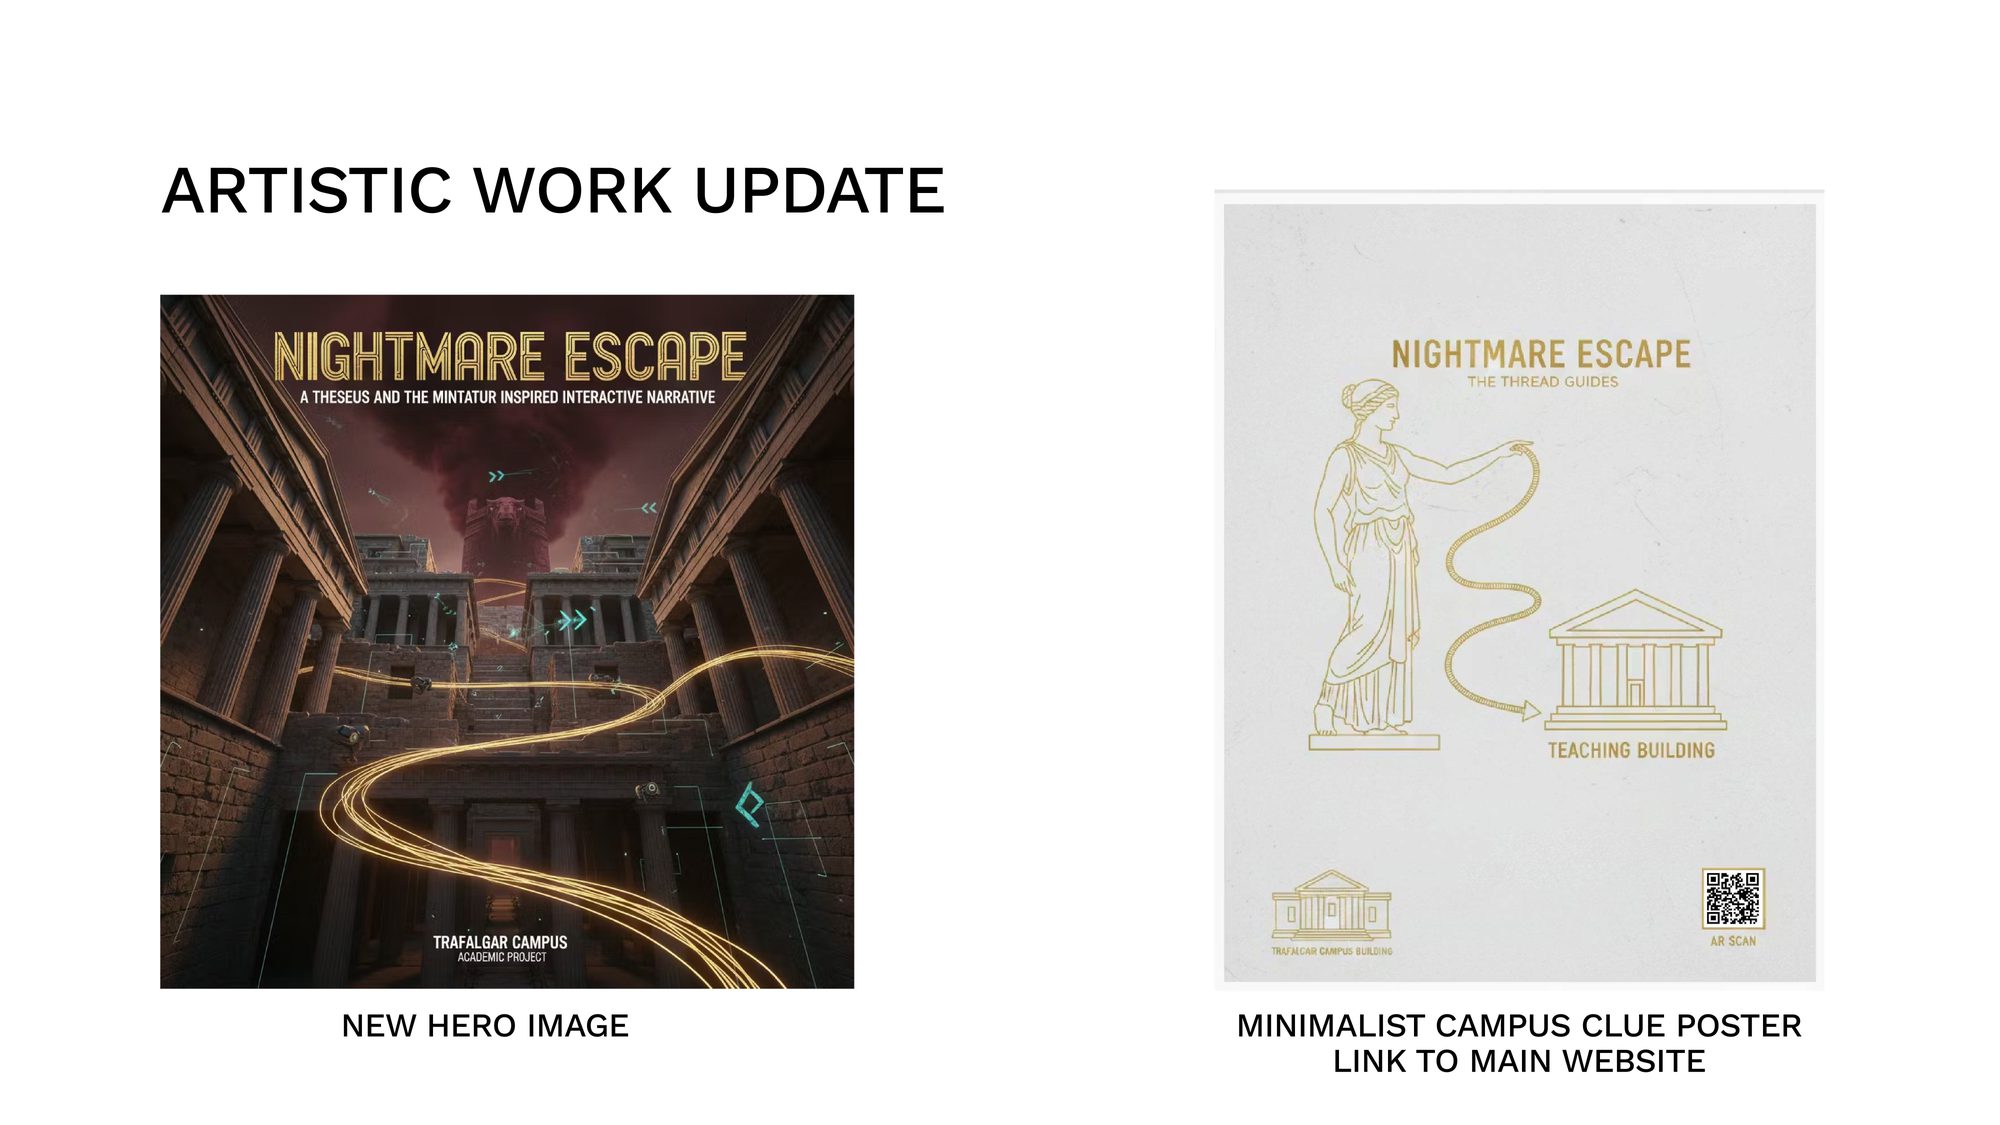 ARTISTIC WORK UPDATE
NIGHTMARE ESCAPE
A THESEUS AND THE MINTATUR INSPIRED INTERACTIVE NARRATIVE
TRAFALGAR CAMPUS
ACADEMIC PROJECT
NEW HERO IMAGE
NIGHTMARE ESCAPE
THE THREAD GUIDES
TEACHING BUILDING
TRAFALGAR CAMPUS BUILDING
AR SCAN
MINIMALIST CAMPUS CLUE POSTER
LINK TO MAIN WEBSITE